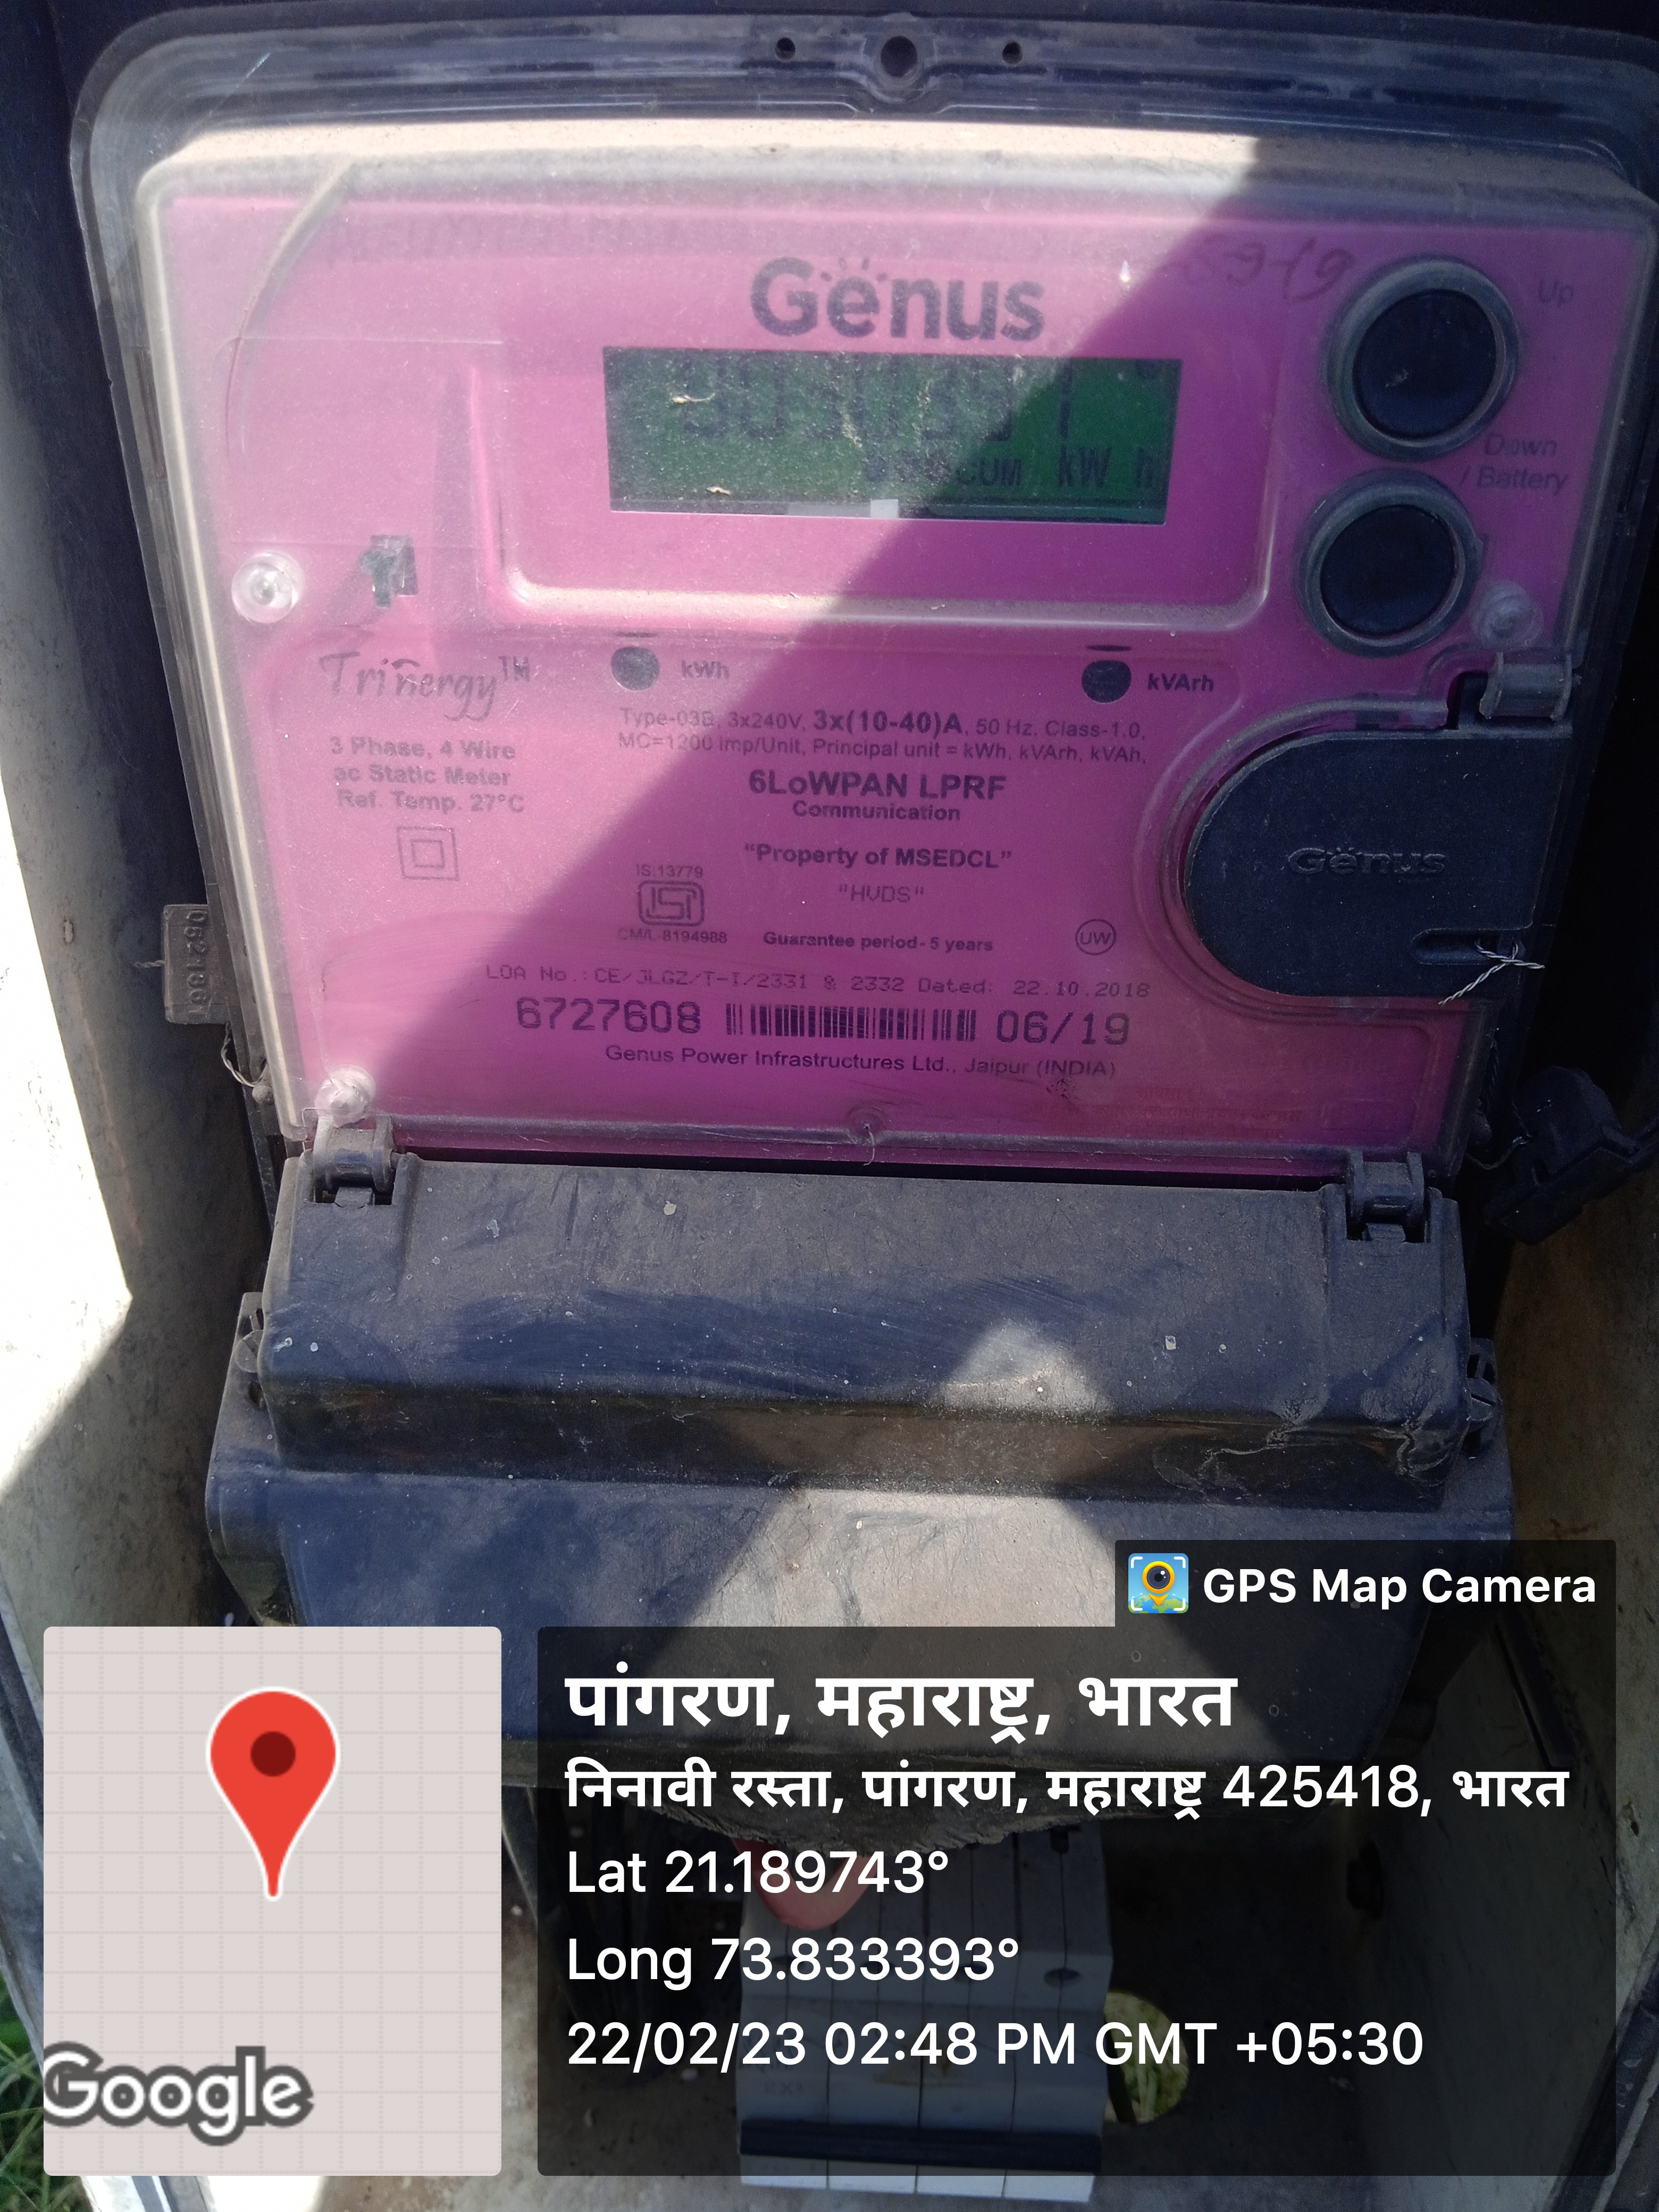 Genus
CUM kW h
Up
Down
/ Battery
Trinergy™
kWh
kVArh
Type-03B, 3x240V, 3x(10-40)A, 50 Hz, Class-1.0,
MC=1200 Imp/Unit, Principal unit = kWh, kVArh, kVAh,
3 Phase, 4 Wire
ac Static Meter
Ref. Temp. 27°C
6LoWPAN LPRF
Communication
"Property of MSEDCL"
"HVDS"
IS:13779
ISI
CM/L-8194988
Guarantee period- 5 years
UW
Genus
LOA No.:CE/JLGZ/T-I/2331 & 2332 Dated: 22.10.2018
6727608 06/19
Genus Power Infrastructures Ltd., Jaipur (INDIA)
GPS Map Camera
पांगरण, महाराष्ट्र, भारत
निनावी रस्ता, पांगरण, महाराष्ट्र 425418, भारत
Lat 21.189743°
Long 73.833393°
22/02/23 02:48 PM GMT +05:30
Google